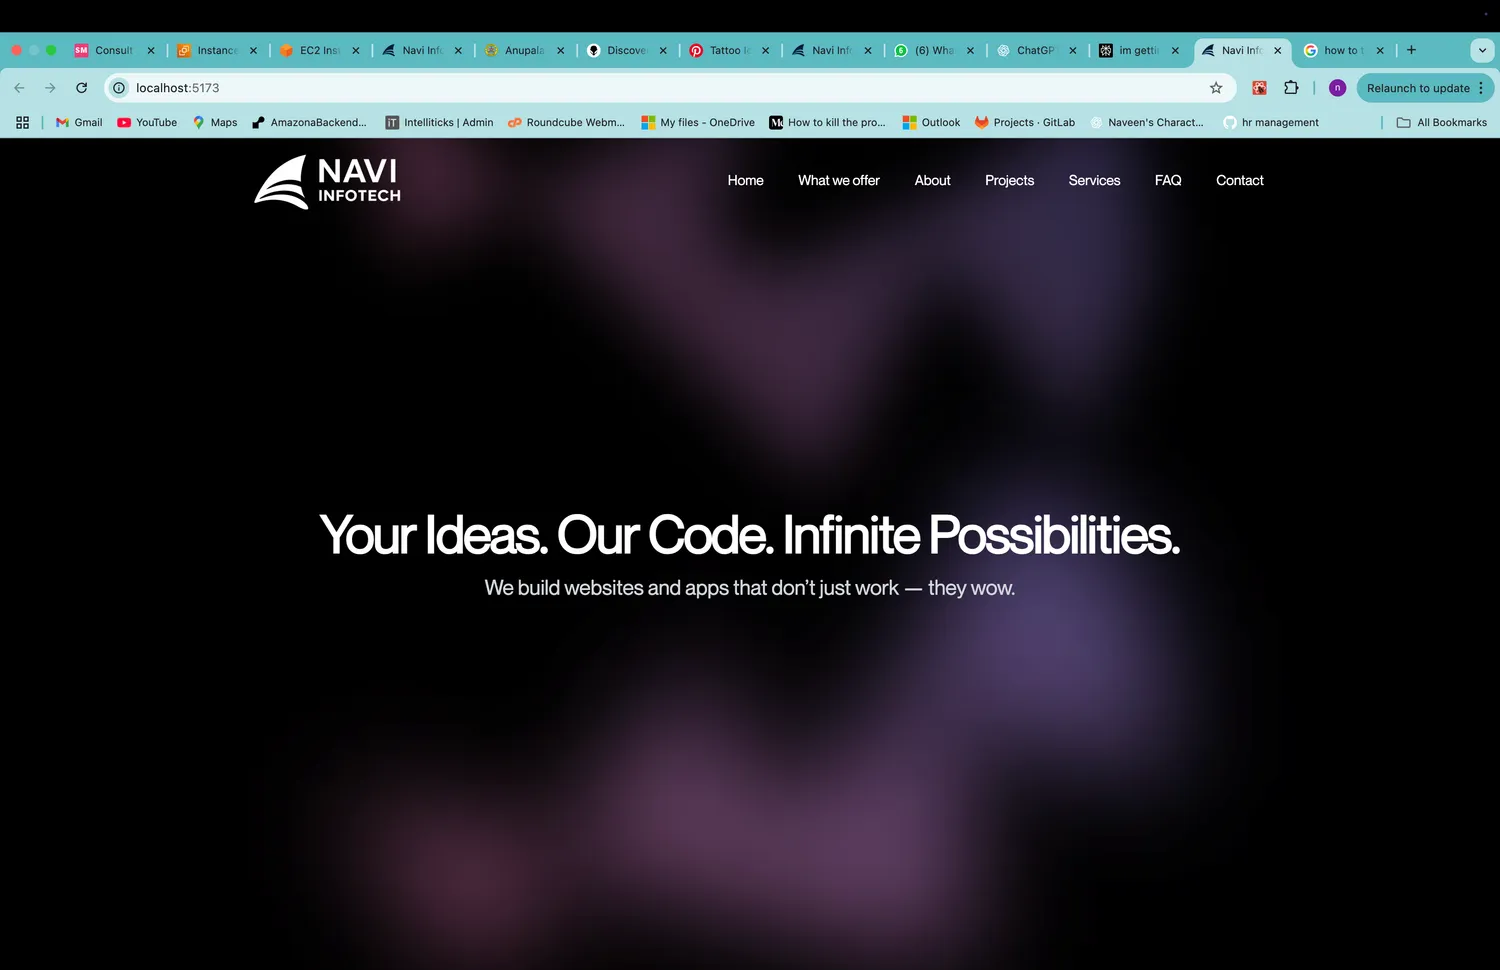 SM Consult
Instance
EC2 Ins
Navi Info
Anupala
Discove
Tattoo
Navi Inf
(6) Wha
ChatGP
im getti
Navi Info
how to
localhost:5173
Relaunch to update
Gmail
YouTube
Maps
AmazonaBackend...
iT Intelliticks | Admin
Roundcube Webm...
My files - OneDrive
How to kill the pro...
Outlook
Projects · GitLab
Naveen's Charact...
hr management
All Bookmarks
NAVI
INFOTECH
Home
What we offer
About
Projects
Services
FAQ
Contact
Your Ideas. Our Code. Infinite Possibilities.
We build websites and apps that don’t just work — they wow.